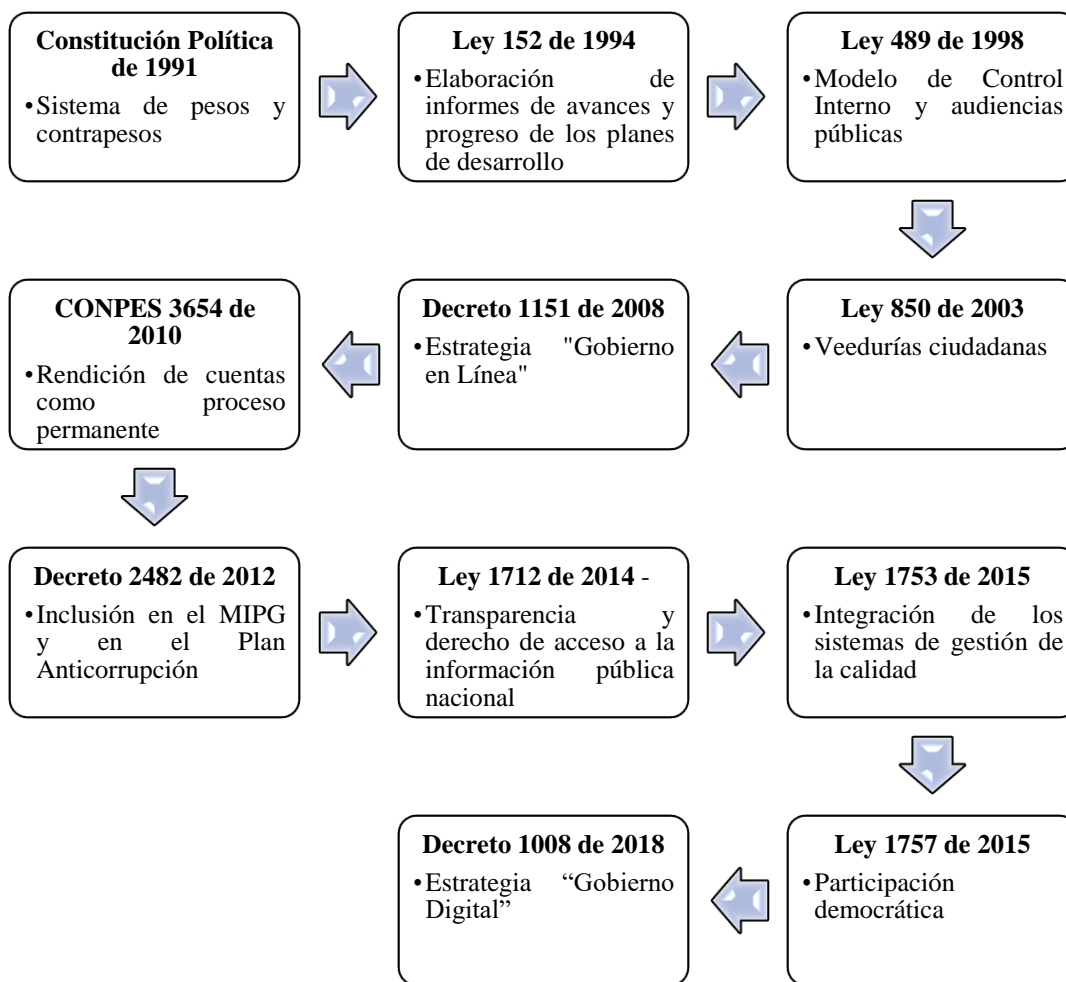 Constitución Política
de 1991
•Sistema de pesos y
contrapesos
Ley 152 de 1994
•Elaboración de
informes de avances y
progreso de los planes
de desarrollo
Ley 489 de 1998
•Modelo de Control
Interno y audiencias
públicas
Ley 850 de 2003
•Veedurías ciudadanas
Decreto 1151 de 2008
•Estrategia "Gobierno
en Línea"
CONPES 3654 de
2010
•Rendición de cuentas
como proceso
permanente
Decreto 2482 de 2012
•Inclusión en el MIPG
y en el Plan
Anticorrupción
Ley 1712 de 2014 -
•Transparencia y
derecho de acceso a la
información pública
nacional
Ley 1753 de 2015
•Integración de los
sistemas de gestión de
la calidad
Ley 1757 de 2015
•Participación
democrática
Decreto 1008 de 2018
•Estrategia “Gobierno
Digital”